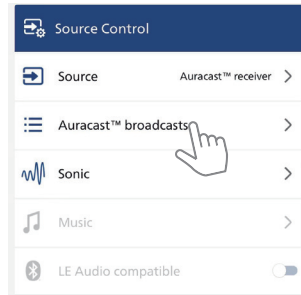 Source Control
Source Auracast™ receiver
Auracast™ broadcasts
Sonic
Music
LE Audio compatible